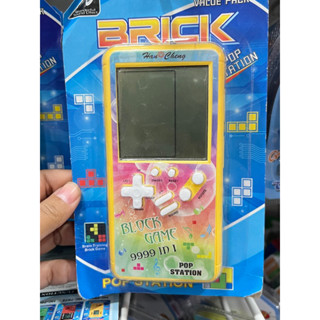 VALUE PACK
BRICK
POP
STATION
Han Cheng
BLOCK
GAME
9999 IN 1
POP
STATION
POP STATION